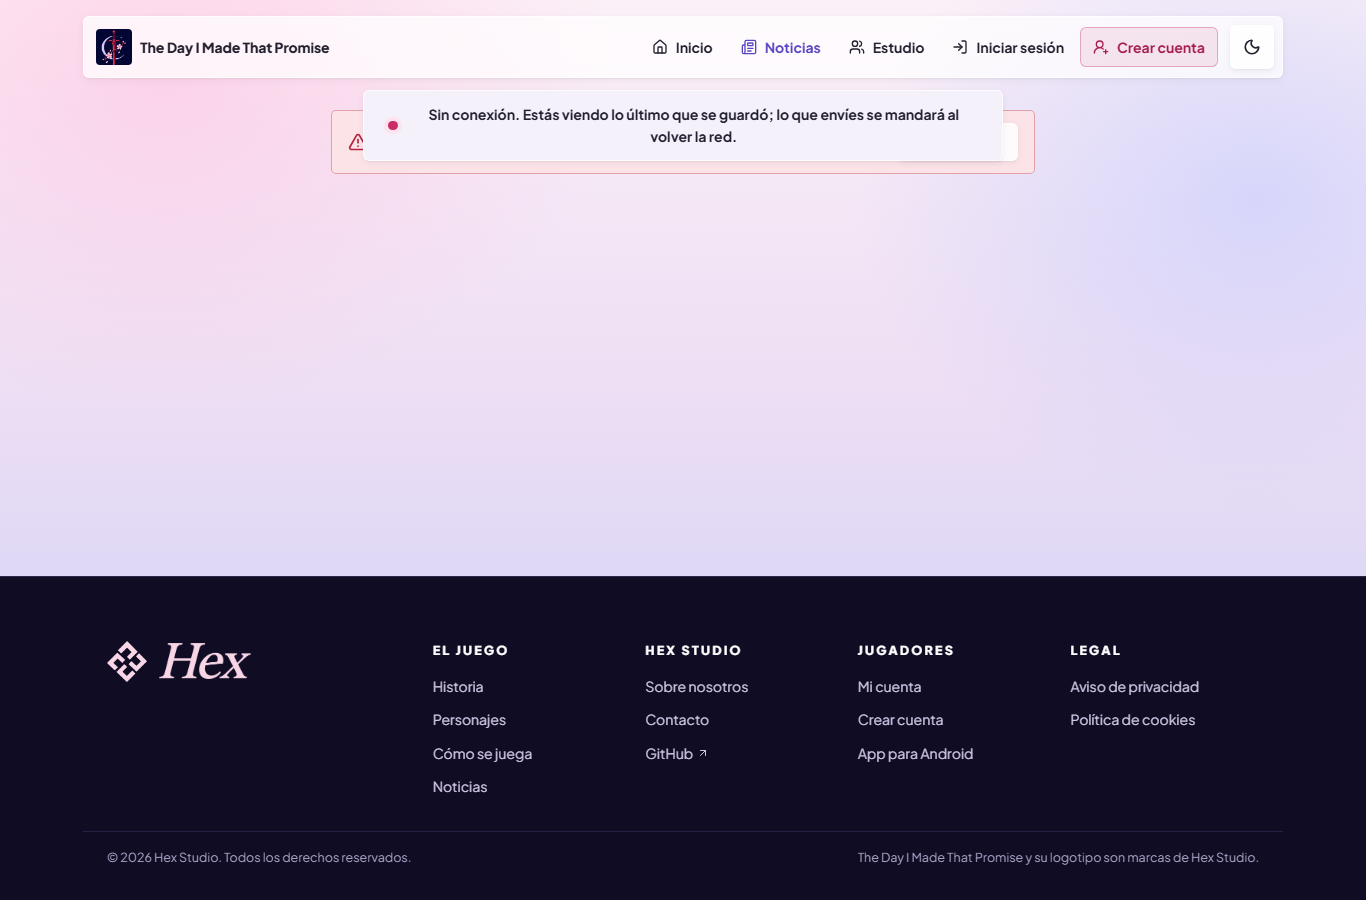 The Day I Made That Promise
Inicio
Noticias
Estudio
Iniciar sesión
Crear cuenta
Sin conexión. Estás viendo lo último que se guardó; lo que envíes se mandará al
volver la red.
Hex
EL JUEGO
Historia
Personajes
Cómo se juega
Noticias
HEX STUDIO
Sobre nosotros
Contacto
GitHub ↗
JUGADORES
Mi cuenta
Crear cuenta
App para Android
LEGAL
Aviso de privacidad
Política de cookies
© 2026 Hex Studio. Todos los derechos reservados.
The Day I Made That Promise y su logotipo son marcas de Hex Studio.